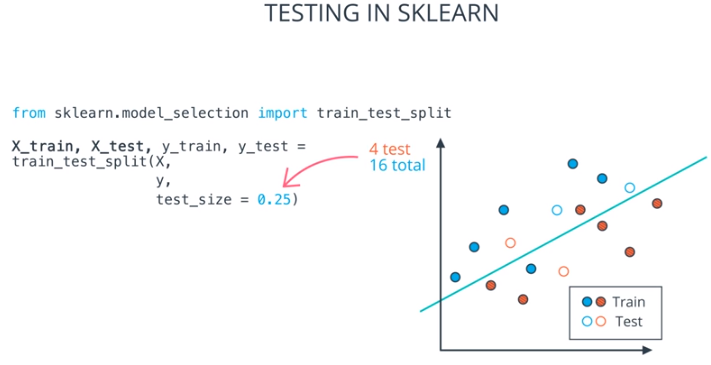 TESTING IN SKLEARN
from sklearn.model_selection import train_test_split
X_train, X_test, y_train, y_test =
train_test_split(X,
y,
test_size = 0.25)
4 test
16 total
Train
Test